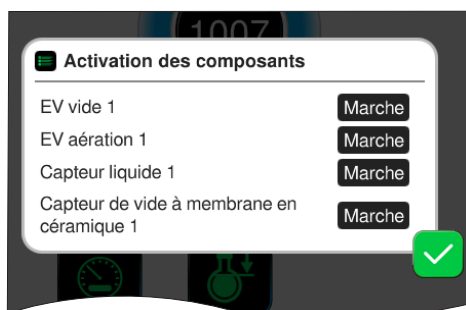 1007
Activation des composants
EV vide 1
Marche
EV aération 1
Marche
Capteur liquide 1
Marche
Capteur de vide à membrane en
céramique 1
Marche